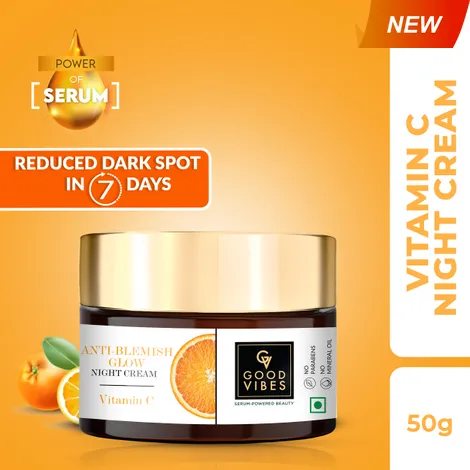 NEW
POWER
OF
[SERUM]
REDUCED DARK SPOT
IN 7 DAYS
VITAMIN C
NIGHT CREAM
50g
ANTI-BLEMISH
GLOW
NIGHT CREAM
Vitamin C
GV
GOOD
VIBES
SERUM-POWERED BEAUTY
NO
PARABENS
NO
MINERAL OIL